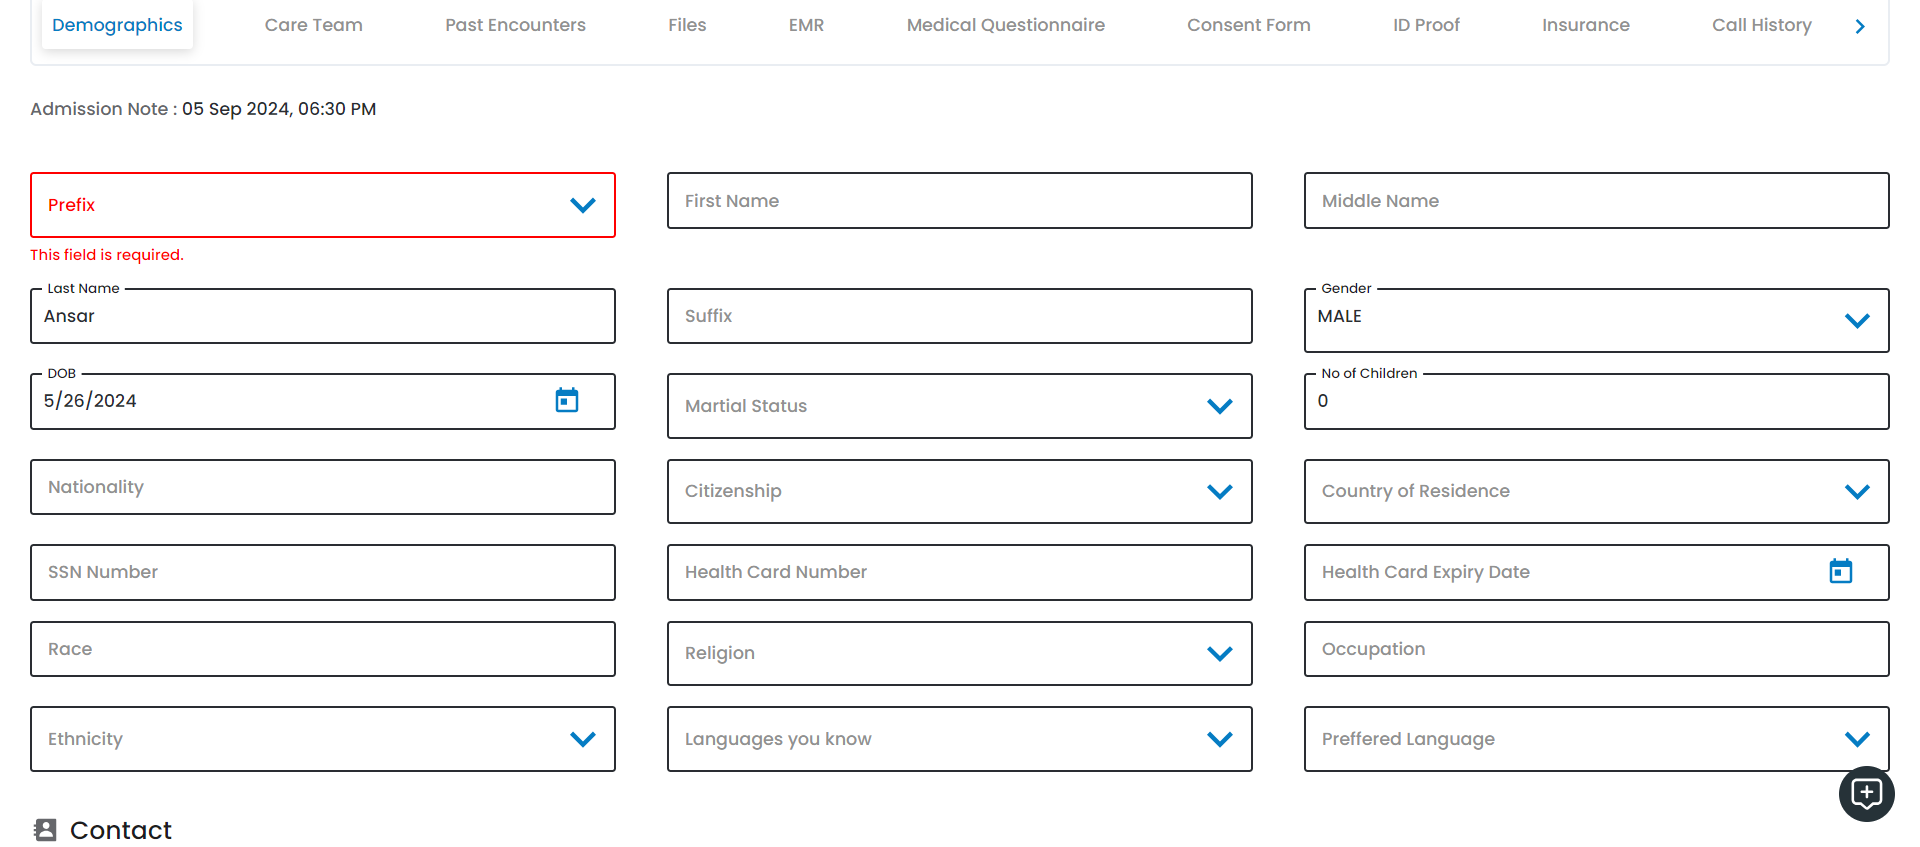 Demographics Care Team Past Encounters Files EMR Medical Questionnaire Consent Form ID Proof Insurance Call History
Admission Note : 05 Sep 2024, 06:30 PM
Prefix First Name Middle Name
This field is required.
Last Name Gender
Ansar Suffix MALE
DOB No of Children
5/26/2024 Martial Status 0
Nationality Citizenship Country of Residence
SSN Number Health Card Number Health Card Expiry Date
Race Religion Occupation
Ethnicity Languages you know Preffered Language
Contact